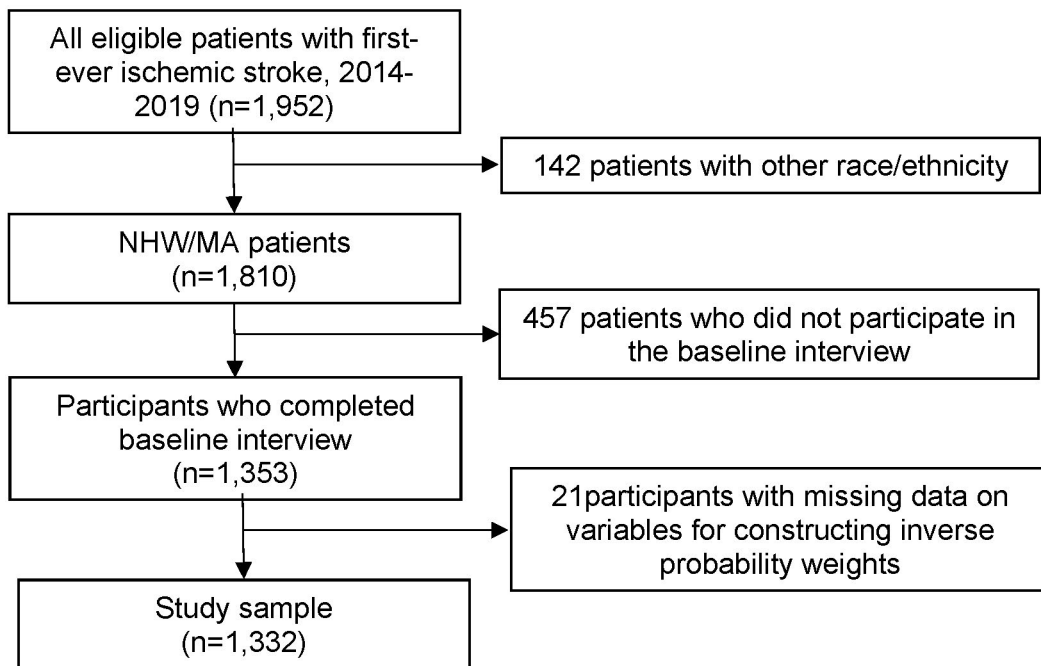 All eligible patients with first-
ever ischemic stroke, 2014-
2019 (n=1,952)
142 patients with other race/ethnicity
NHW/MA patients
(n=1,810)
457 patients who did not participate in
the baseline interview
Participants who completed
baseline interview
(n=1,353)
21participants with missing data on
variables for constructing inverse
probability weights
Study sample
(n=1,332)